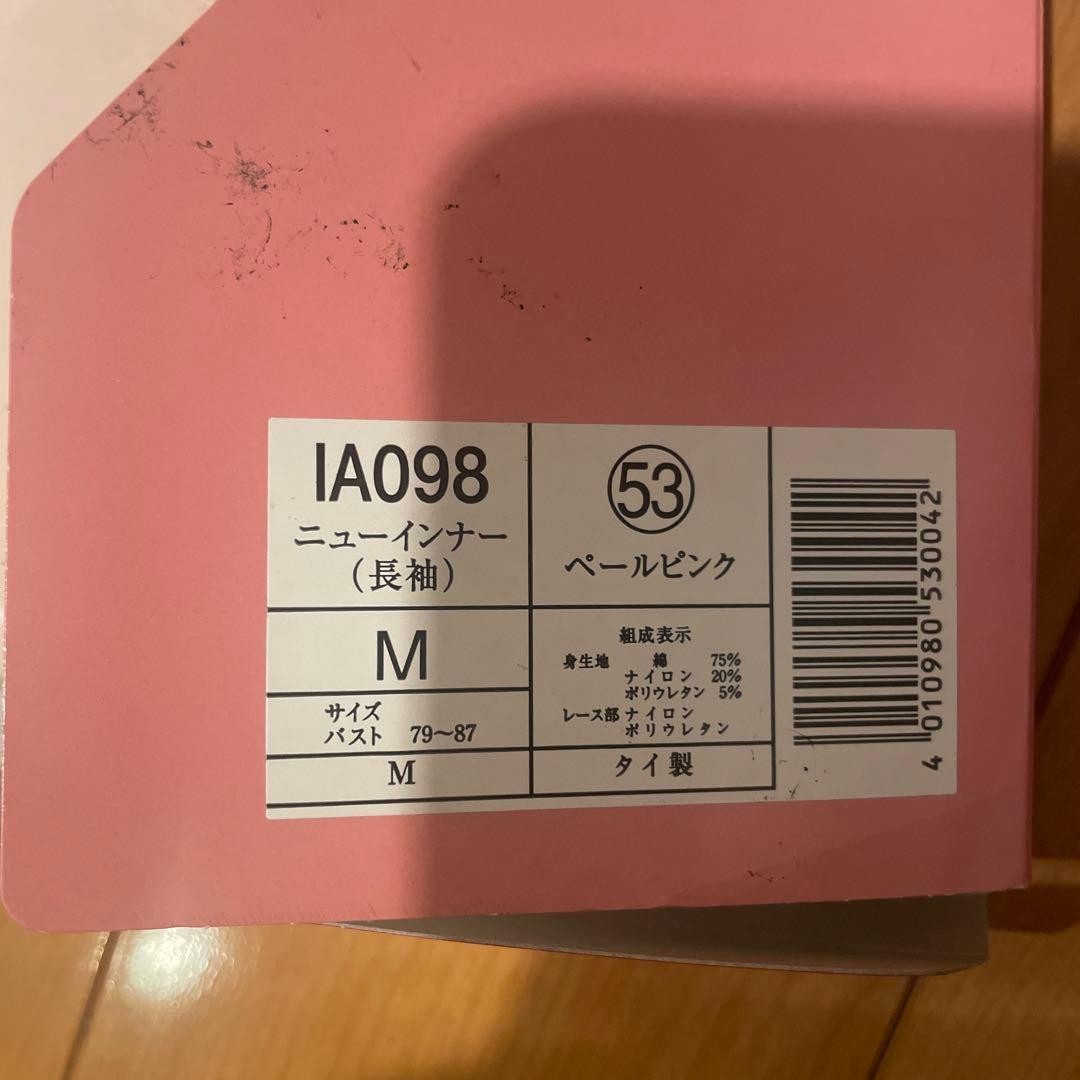 IA098
ニューインナー
（長袖）
53
ペールピンク
M
サイズ
バスト 79〜87
M
組成表示
身生地 綿 75%
ナイロン 20%
ポリウレタン 5%
レース部 ナイロン
ポリウレタン
タイ製
4010980530042